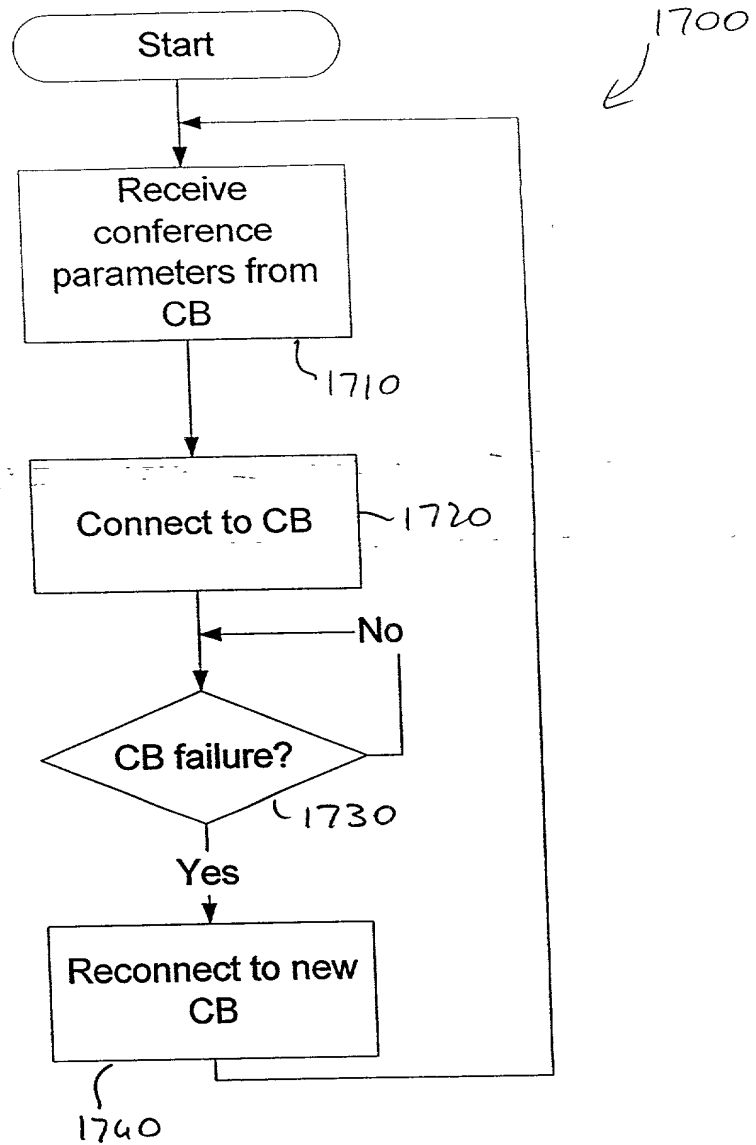 Start
1700
Receive
conference
parameters from
CB
1710
Connect to CB
1720
No
CB failure?
1730
Yes
Reconnect to new
CB
1740